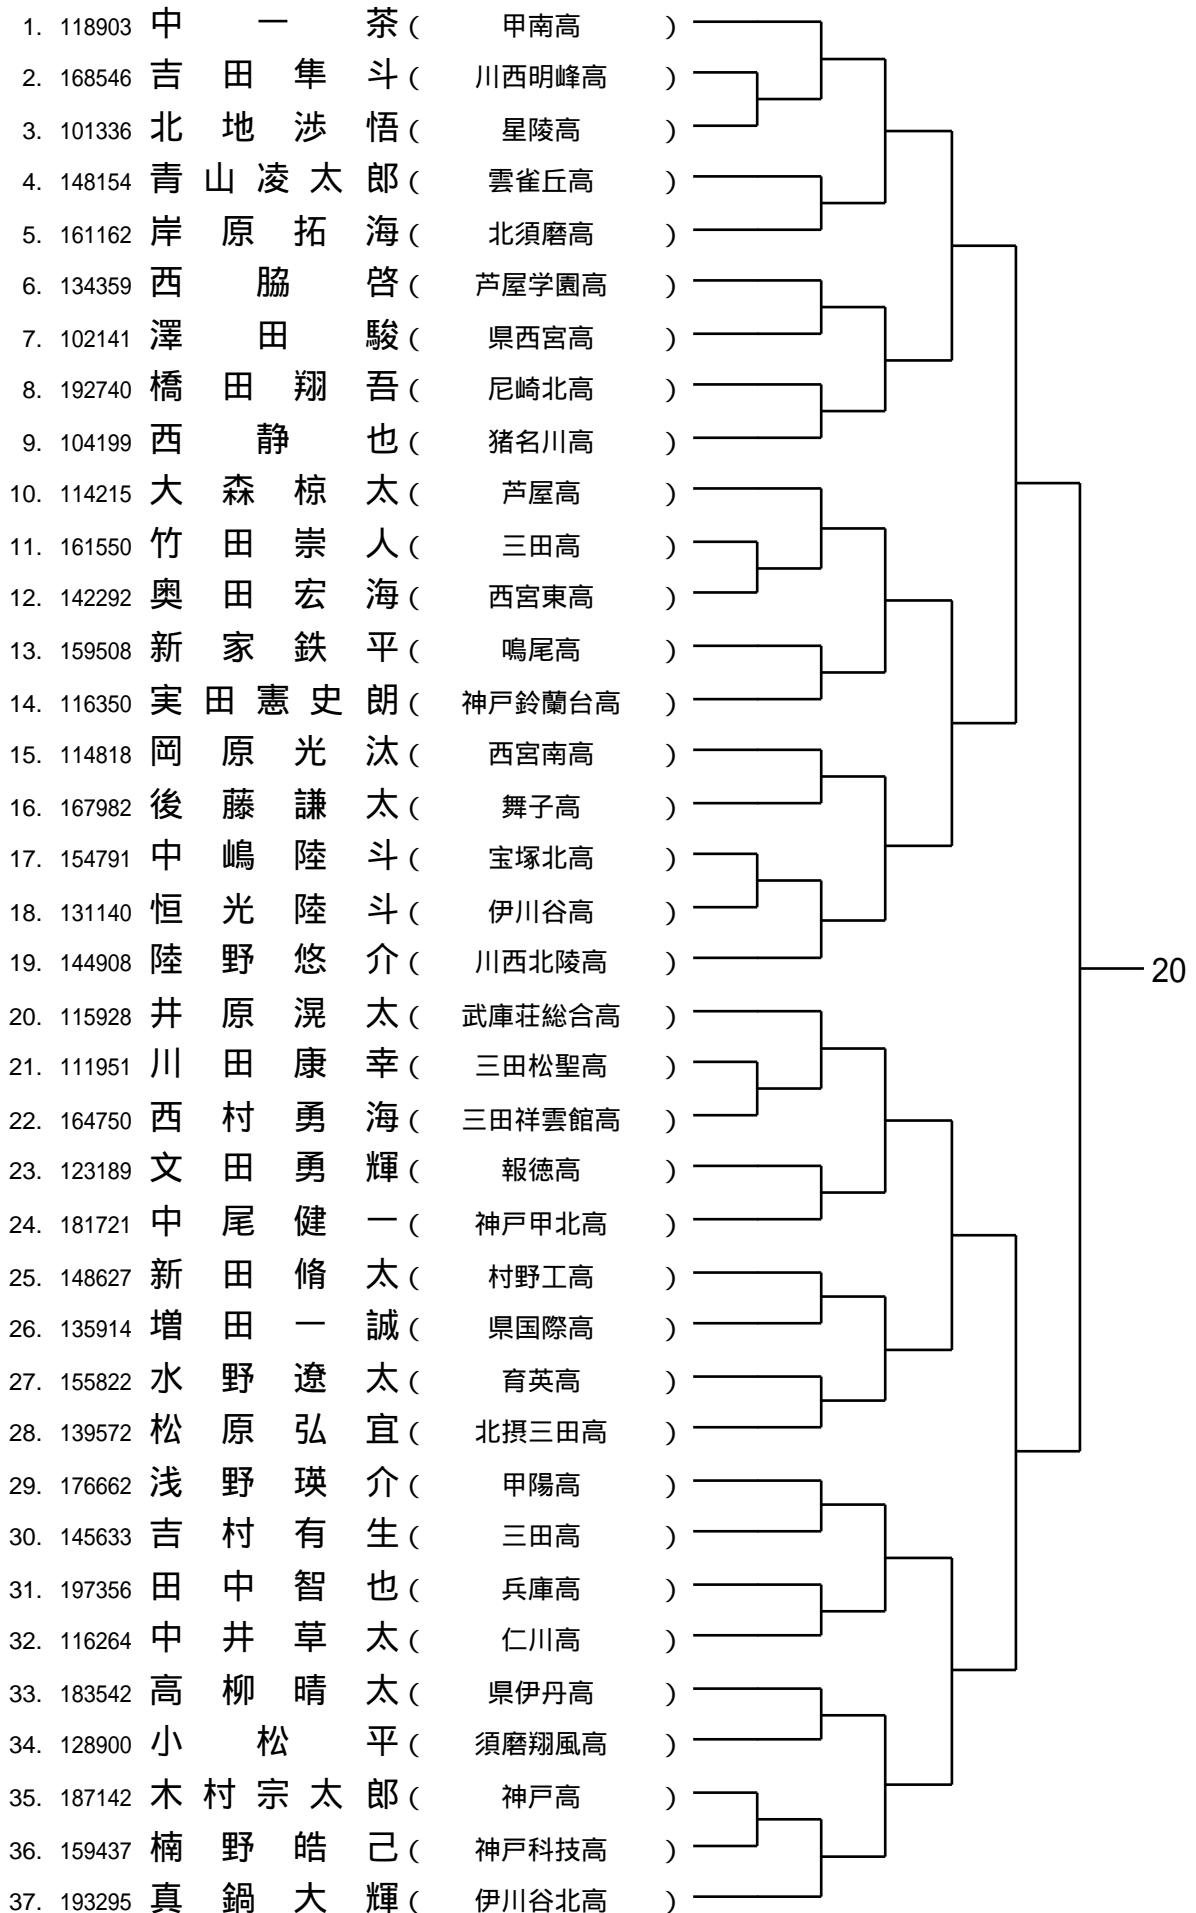 1. 118903 中 一 茶 ( 甲南高 )
2. 168546 吉 田 隼 斗 ( 川西明峰高 )
3. 101336 北 地 渉 悟 ( 星陵高 )
4. 148154 青 山 凌 太 郎 ( 雲雀丘高 )
5. 161162 岸 原 拓 海 ( 北須磨高 )
6. 134359 西 脇 啓 ( 芦屋学園高 )
7. 102141 澤 田 駿 ( 県西宮高 )
8. 192740 橋 田 翔 吾 ( 尼崎北高 )
9. 104199 西 静 也 ( 猪名川高 )
10. 114215 大 森 椋 太 ( 芦屋高 )
11. 161550 竹 田 崇 人 ( 三田高 )
12. 142292 奥 田 宏 海 ( 西宮東高 )
13. 159508 新 家 鉄 平 ( 鳴尾高 )
14. 116350 実 田 憲 史 朗 ( 神戸鈴蘭台高 )
15. 114818 岡 原 光 汰 ( 西宮南高 )
16. 167982 後 藤 謙 太 ( 舞子高 )
17. 154791 中 嶋 陸 斗 ( 宝塚北高 )
18. 131140 恒 光 陸 斗 ( 伊川谷高 )
19. 144908 陸 野 悠 介 ( 川西北陵高 )
20
20. 115928 井 原 滉 太 ( 武庫荘総合高 )
21. 111951 川 田 康 幸 ( 三田松聖高 )
22. 164750 西 村 勇 海 ( 三田祥雲館高 )
23. 123189 文 田 勇 輝 ( 報徳高 )
24. 181721 中 尾 健 一 ( 神戸甲北高 )
25. 148627 新 田 脩 太 ( 村野工高 )
26. 135914 増 田 一 誠 ( 県国際高 )
27. 155822 水 野 遼 太 ( 育英高 )
28. 139572 松 原 弘 宜 ( 北摂三田高 )
29. 176662 浅 野 瑛 介 ( 甲陽高 )
30. 145633 吉 村 有 生 ( 三田高 )
31. 197356 田 中 智 也 ( 兵庫高 )
32. 116264 中 井 草 太 ( 仁川高 )
33. 183542 高 柳 晴 太 ( 県伊丹高 )
34. 128900 小 松 平 ( 須磨翔風高 )
35. 187142 木 村 宗 太 郎 ( 神戸高 )
36. 159437 楠 野 皓 己 ( 神戸科技高 )
37. 193295 真 鍋 大 輝 ( 伊川谷北高 )